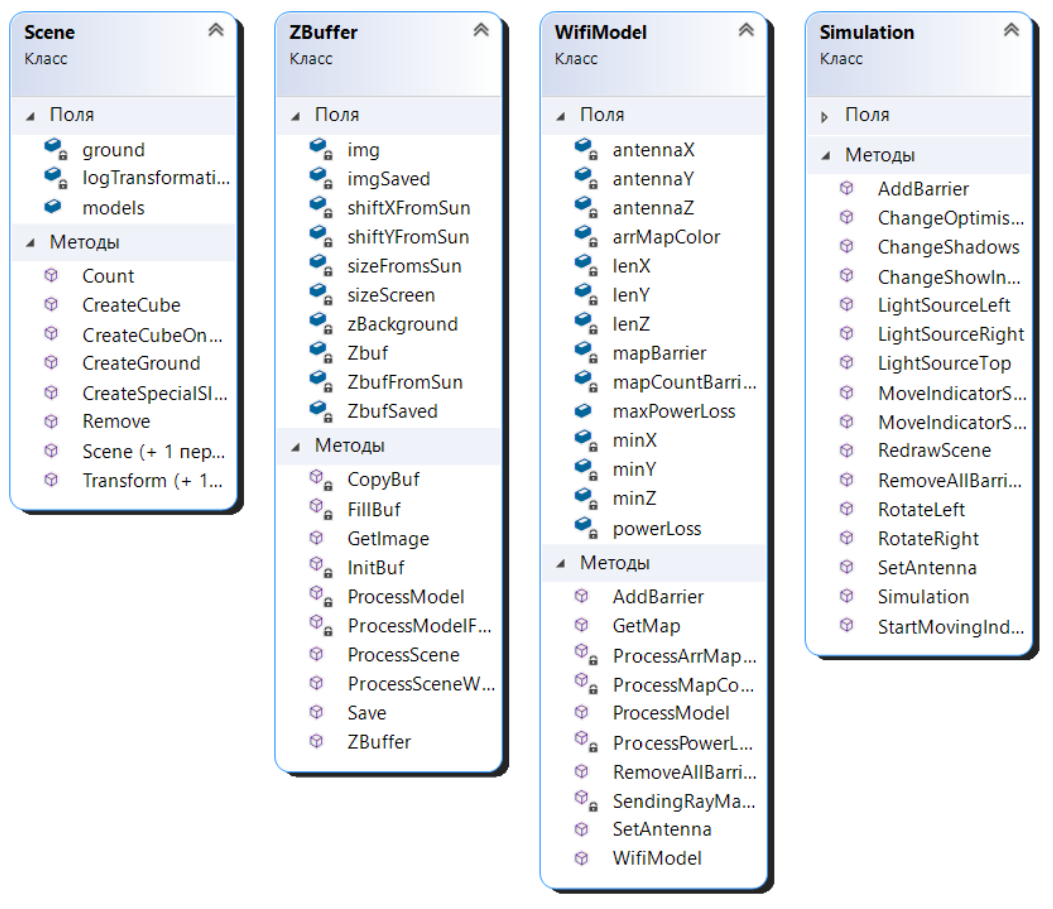 Scene
Класс
Поля
ground
logTransformati...
models
Методы
Count
CreateCube
CreateCubeOn...
CreateGround
CreateSpecialSl...
Remove
Scene (+ 1 пер...
Transform (+ 1...
ZBuffer
Класс
Поля
img
imgSaved
shiftXFromSun
shiftYFromSun
sizeFromsSun
sizeScreen
zBackground
Zbuf
ZbufFromSun
ZbufSaved
Методы
CopyBuf
FillBuf
GetImage
InitBuf
ProcessModel
ProcessModelF...
ProcessScene
ProcessSceneW...
Save
ZBuffer
WifiModel
Класс
Поля
antennaX
antennaY
antennaZ
arrMapColor
lenX
lenY
lenZ
mapBarrier
mapCountBarri...
maxPowerLoss
minX
minY
minZ
powerLoss
Методы
AddBarrier
GetMap
ProcessArrMap...
ProcessMapCo...
ProcessModel
ProcessPowerL...
RemoveAllBarri...
SendingRayMa...
SetAntenna
WifiModel
Simulation
Класс
Поля
Методы
AddBarrier
ChangeOptimis...
ChangeShadows
ChangeShowIn...
LightSourceLeft
LightSourceRight
LightSourceTop
MoveIndicatorS...
MoveIndicatorS...
RedrawScene
RemoveAllBarri...
RotateLeft
RotateRight
SetAntenna
Simulation
StartMovingInd...